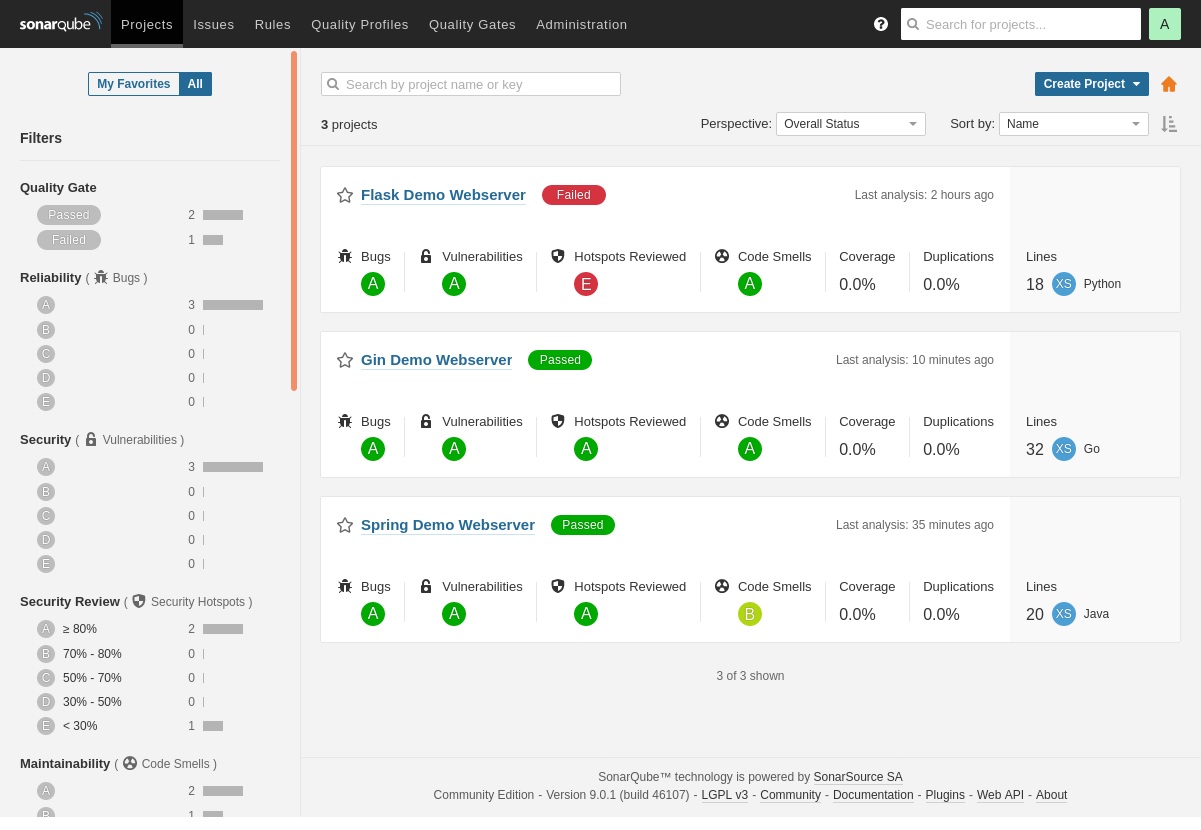 sonarqube Projects Issues Rules Quality Profiles Quality Gates Administration Search for projects... A
My Favorites All
Filters
Quality Gate
Passed 2
Failed 1
Reliability ( Bugs )
A 3
B 0
C 0
D 0
E 0
Security ( Vulnerabilities )
A 3
B 0
C 0
D 0
E 0
Security Review ( Security Hotspots )
A ≥ 80% 2
B 70% - 80% 0
C 50% - 70% 0
D 30% - 50% 0
E < 30% 1
Maintainability ( Code Smells )
A 2
B 1
Search by project name or key Create Project
3 projects Perspective: Overall Status Sort by: Name
Flask Demo Webserver Failed Last analysis: 2 hours ago
Bugs Vulnerabilities Hotspots Reviewed Code Smells Coverage Duplications Lines
A A E A 0.0% 0.0% 18 XS Python
Gin Demo Webserver Passed Last analysis: 10 minutes ago
Bugs Vulnerabilities Hotspots Reviewed Code Smells Coverage Duplications Lines
A A A A 0.0% 0.0% 32 XS Go
Spring Demo Webserver Passed Last analysis: 35 minutes ago
Bugs Vulnerabilities Hotspots Reviewed Code Smells Coverage Duplications Lines
A A A B 0.0% 0.0% 20 XS Java
3 of 3 shown
SonarQube™ technology is powered by SonarSource SA
Community Edition - Version 9.0.1 (build 46107) - LGPL v3 - Community - Documentation - Plugins - Web API - About